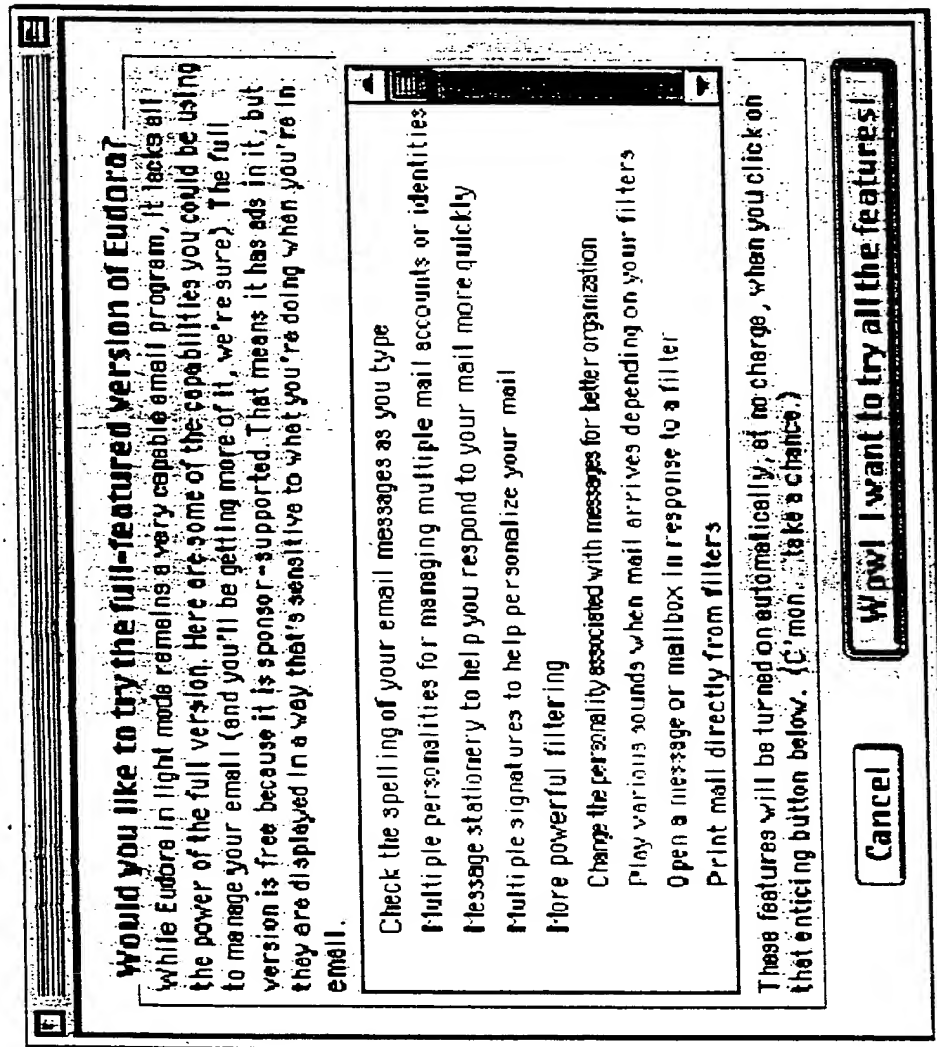 Would you like to try the full-featured version of Eudora?
While Eudora in light mode remains a very capable email program, it lacks all
the power of the full version. Here are some of the capabilities you could be using
to manage your email (and you'll be getting more of it, we're sure). The full
version is free because it is sponsor-supported. That means it has ads in it, but
they are displayed in a way that's sensitive to what you're doing when you're in
email.
Check the spelling of your email messages as you type
Multiple personalities for managing multiple mail accounts or identities
Message stationery to help you respond to your mail more quickly
Multiple signatures to help personalize your mail
More powerful filtering
Change the personality associated with messages for better organization
Play various sounds when mail arrives depending on your filters
Open a message or mailbox in response to a filter
Print mail directly from filters
These features will be turned on automatically, at no charge, when you click on
that enticing button below. (C'mon...take a chance.)
Cancel
Wow! I want to try all the features!